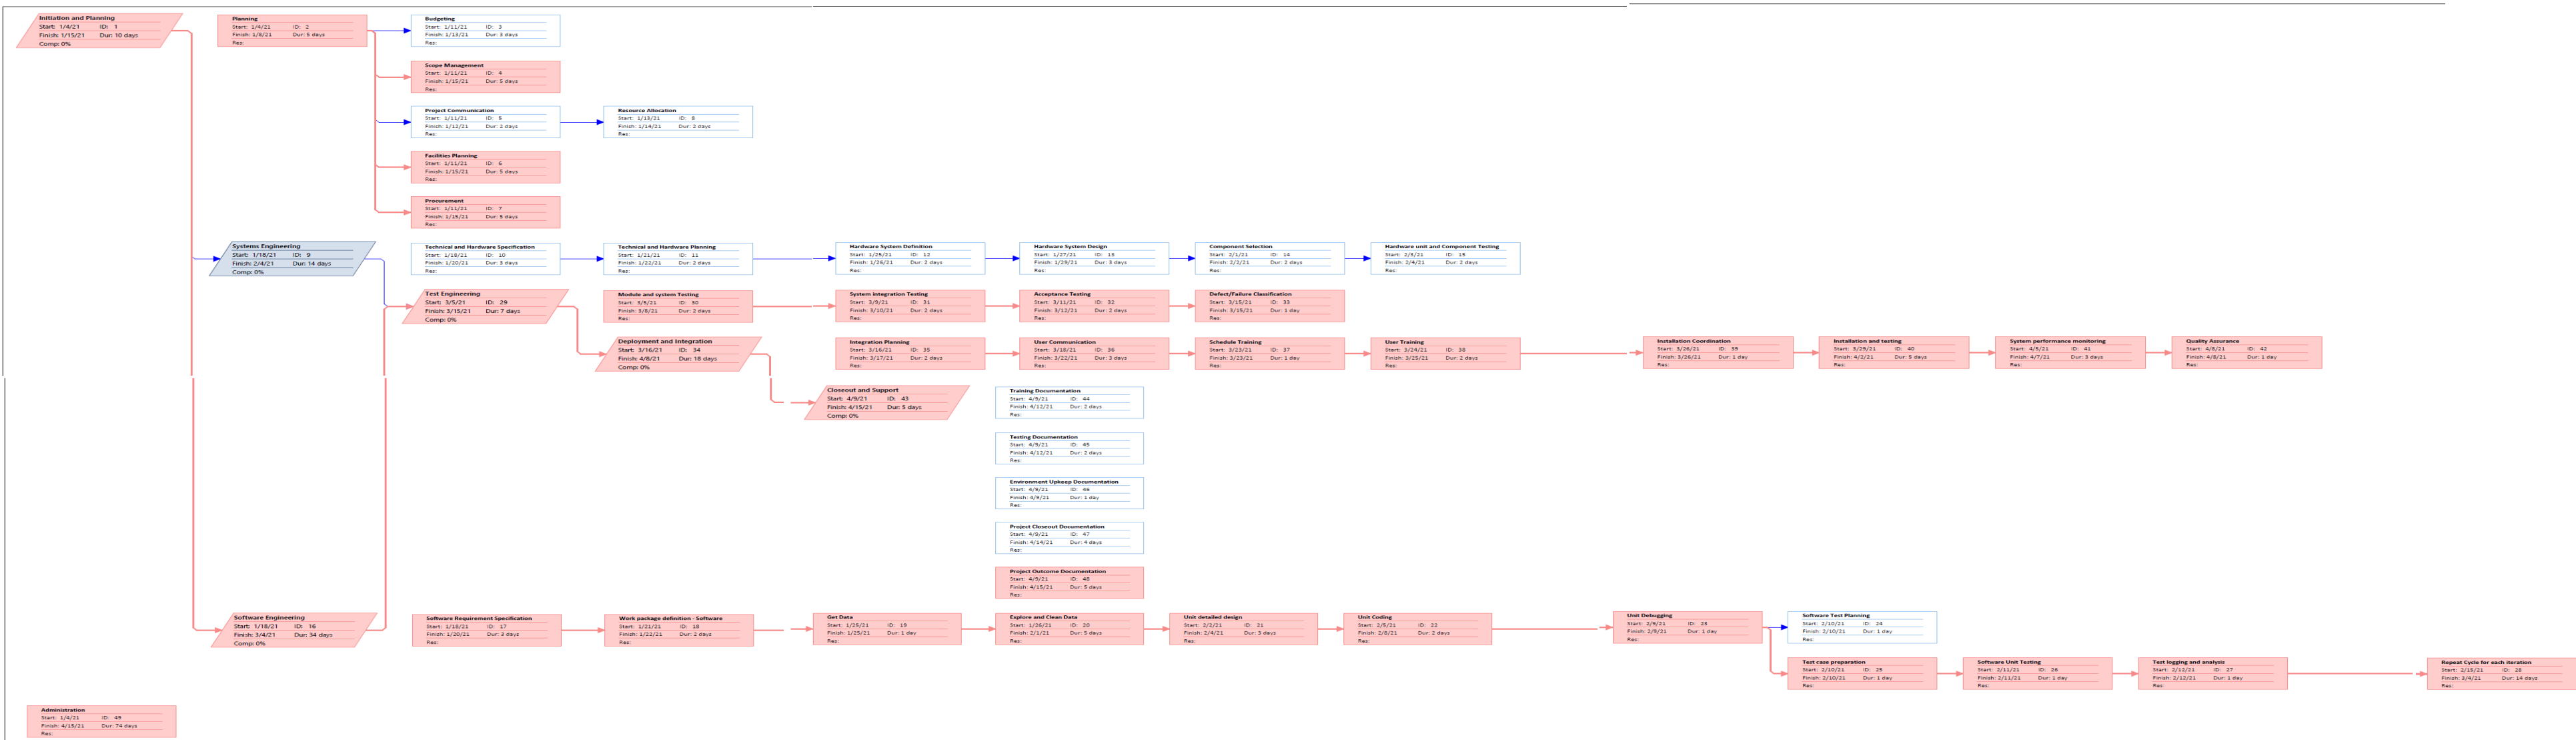 Initiation and Planning
Start: 1/4/21 ID: 1
Finish: 1/15/21 Dur: 10 days
Comp: 0%
Planning
Start: 1/4/21 ID: 2
Finish: 1/8/21 Dur: 5 days
Res:
Budgeting
Start: 1/11/21 ID: 3
Finish: 1/13/21 Dur: 3 days
Res:
Scope Management
Start: 1/11/21 ID: 4
Finish: 1/15/21 Dur: 5 days
Res:
Project Communication
Start: 1/11/21 ID: 5
Finish: 1/12/21 Dur: 2 days
Res:
Resource Allocation
Start: 1/13/21 ID: 8
Finish: 1/14/21 Dur: 2 days
Res:
Facilities Planning
Start: 1/11/21 ID: 6
Finish: 1/15/21 Dur: 5 days
Res:
Procurement
Start: 1/11/21 ID: 7
Finish: 1/15/21 Dur: 5 days
Res:
Systems Engineering
Start: 1/18/21 ID: 9
Finish: 2/4/21 Dur: 14 days
Comp: 0%
Technical and Hardware Specification
Start: 1/18/21 ID: 10
Finish: 1/20/21 Dur: 3 days
Res:
Technical and Hardware Planning
Start: 1/21/21 ID: 11
Finish: 1/22/21 Dur: 2 days
Res:
Hardware System Definition
Start: 1/25/21 ID: 12
Finish: 1/26/21 Dur: 2 days
Res:
Hardware System Design
Start: 1/27/21 ID: 13
Finish: 1/29/21 Dur: 3 days
Res:
Component Selection
Start: 2/1/21 ID: 14
Finish: 2/2/21 Dur: 2 days
Res:
Hardware unit and Component Testing
Start: 2/3/21 ID: 15
Finish: 2/4/21 Dur: 2 days
Res:
Test Engineering
Start: 3/5/21 ID: 29
Finish: 3/15/21 Dur: 7 days
Comp: 0%
Module and system Testing
Start: 3/5/21 ID: 30
Finish: 3/8/21 Dur: 2 days
Res:
System integration Testing
Start: 3/9/21 ID: 31
Finish: 3/10/21 Dur: 2 days
Res:
Acceptance Testing
Start: 3/11/21 ID: 32
Finish: 3/12/21 Dur: 2 days
Res:
Defect/Failure Classification
Start: 3/15/21 ID: 33
Finish: 3/15/21 Dur: 1 day
Res:
Deployment and Integration
Start: 3/16/21 ID: 34
Finish: 4/8/21 Dur: 18 days
Comp: 0%
Integration Planning
Start: 3/16/21 ID: 35
Finish: 3/17/21 Dur: 2 days
Res:
User Communication
Start: 3/18/21 ID: 36
Finish: 3/22/21 Dur: 3 days
Res:
Schedule Training
Start: 3/23/21 ID: 37
Finish: 3/23/21 Dur: 1 day
Res:
User Training
Start: 3/24/21 ID: 38
Finish: 3/25/21 Dur: 2 days
Res:
Installation Coordination
Start: 3/26/21 ID: 39
Finish: 3/26/21 Dur: 1 day
Res:
Installation and testing
Start: 3/29/21 ID: 40
Finish: 4/2/21 Dur: 5 days
Res:
System performance monitoring
Start: 4/5/21 ID: 41
Finish: 4/7/21 Dur: 3 days
Res:
Quality Assurance
Start: 4/8/21 ID: 42
Finish: 4/8/21 Dur: 1 day
Res:
Closeout and Support
Start: 4/9/21 ID: 43
Finish: 4/15/21 Dur: 5 days
Comp: 0%
Training Documentation
Start: 4/9/21 ID: 44
Finish: 4/12/21 Dur: 2 days
Res:
Testing Documentation
Start: 4/9/21 ID: 45
Finish: 4/12/21 Dur: 2 days
Res:
Environment Upkeep Documentation
Start: 4/9/21 ID: 46
Finish: 4/9/21 Dur: 1 day
Res:
Project Closeout Documentation
Start: 4/9/21 ID: 47
Finish: 4/14/21 Dur: 4 days
Res:
Project Outcome Documentation
Start: 4/9/21 ID: 48
Finish: 4/15/21 Dur: 5 days
Res:
Software Engineering
Start: 1/18/21 ID: 16
Finish: 3/4/21 Dur: 34 days
Comp: 0%
Software Requirement Specification
Start: 1/18/21 ID: 17
Finish: 1/20/21 Dur: 3 days
Res:
Work package definition - Software
Start: 1/21/21 ID: 18
Finish: 1/22/21 Dur: 2 days
Res:
Get Data
Start: 1/25/21 ID: 19
Finish: 1/25/21 Dur: 1 day
Res:
Explore and Clean Data
Start: 1/26/21 ID: 20
Finish: 2/1/21 Dur: 5 days
Res:
Unit detailed design
Start: 2/2/21 ID: 21
Finish: 2/4/21 Dur: 3 days
Res:
Unit Coding
Start: 2/5/21 ID: 22
Finish: 2/8/21 Dur: 2 days
Res:
Unit Debugging
Start: 2/9/21 ID: 23
Finish: 2/9/21 Dur: 1 day
Res:
Software Test Planning
Start: 2/10/21 ID: 24
Finish: 2/10/21 Dur: 1 day
Res:
Test case preparation
Start: 2/10/21 ID: 25
Finish: 2/10/21 Dur: 1 day
Res:
Software Unit Testing
Start: 2/11/21 ID: 26
Finish: 2/11/21 Dur: 1 day
Res:
Test logging and analysis
Start: 2/12/21 ID: 27
Finish: 2/12/21 Dur: 1 day
Res:
Repeat Cycle for each iteration
Start: 2/15/21 ID: 28
Finish: 3/4/21 Dur: 14 days
Res:
Administration
Start: 1/4/21 ID: 49
Finish: 4/15/21 Dur: 74 days
Res: